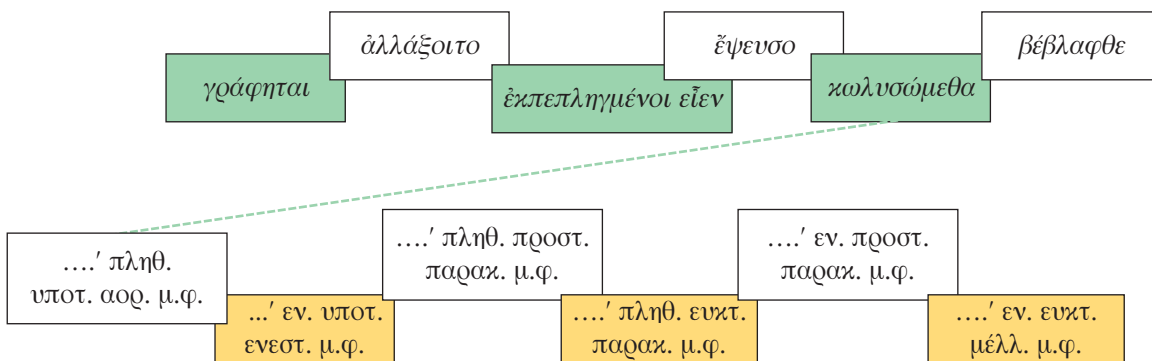 ἀλλάξοιτο
ἔψευσο
βέβλαφθε
γράφηται
ἐκπεπληγμένοι εἶεν
κωλυσώμεθα
….′ πληθ.
υποτ. αορ. μ.φ.
….′ πληθ. προστ.
παρακ. μ.φ.
….′ εν. προστ.
παρακ. μ.φ.
...′ εν. υποτ.
ενεστ. μ.φ.
….′ πληθ. ευκτ.
παρακ. μ.φ.
….′ εν. ευκτ.
μέλλ. μ.φ.